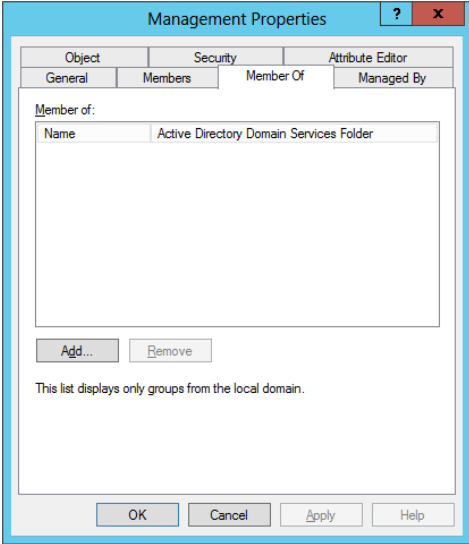 Management Properties
? x
Object Security Attribute Editor
General Members Member Of Managed By
Member of:
Name Active Directory Domain Services Folder
Add... Remove
This list displays only groups from the local domain.
OK Cancel Apply Help